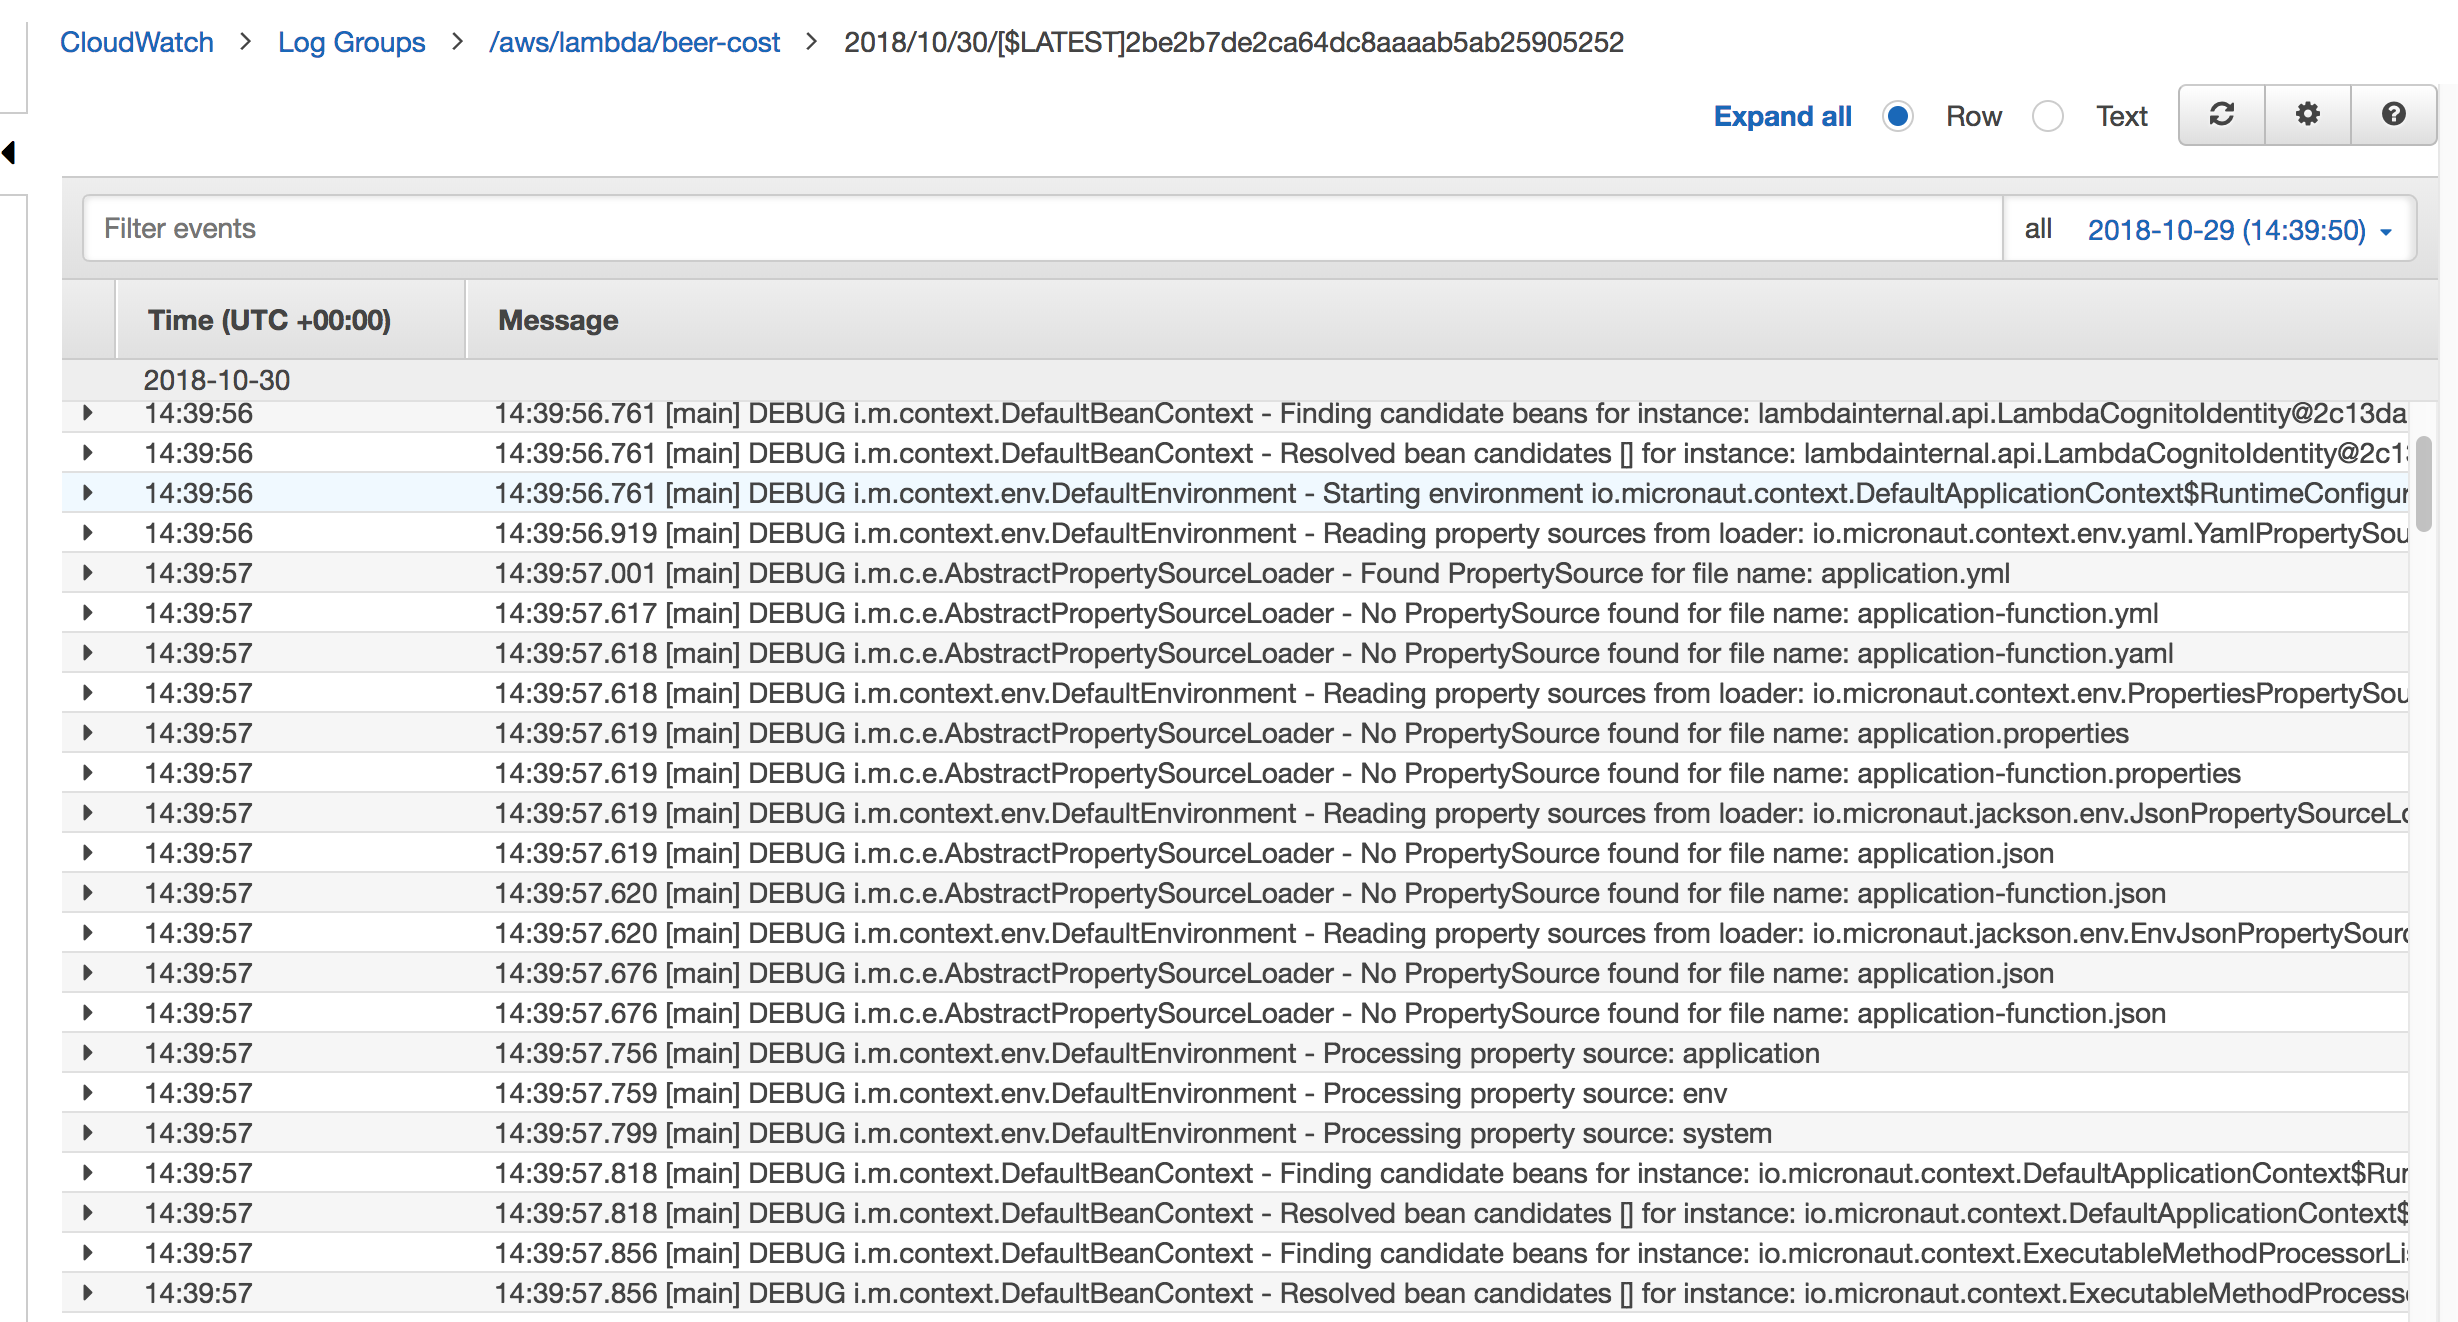 CloudWatch > Log Groups > /aws/lambda/beer-cost > 2018/10/30/[$LATEST]2be2b7de2ca64dc8aaaab5ab25905252
Expand all Row Text
Filter events all 2018-10-29 (14:39:50)
Time (UTC +00:00) Message
2018-10-30
14:39:56 14:39:56.761 [main] DEBUG i.m.context.DefaultBeanContext - Finding candidate beans for instance: lambdainternal.api.LambdaCognitoIdentity@2c13da
14:39:56 14:39:56.761 [main] DEBUG i.m.context.DefaultBeanContext - Resolved bean candidates [] for instance: lambdainternal.api.LambdaCognitoIdentity@2c1
14:39:56 14:39:56.761 [main] DEBUG i.m.context.env.DefaultEnvironment - Starting environment io.micronaut.context.DefaultApplicationContext$RuntimeConfigur
14:39:56 14:39:56.919 [main] DEBUG i.m.context.env.DefaultEnvironment - Reading property sources from loader: io.micronaut.context.env.yaml.YamlPropertySou
14:39:57 14:39:57.001 [main] DEBUG i.m.c.e.AbstractPropertySourceLoader - Found PropertySource for file name: application.yml
14:39:57 14:39:57.617 [main] DEBUG i.m.c.e.AbstractPropertySourceLoader - No PropertySource found for file name: application-function.yml
14:39:57 14:39:57.618 [main] DEBUG i.m.c.e.AbstractPropertySourceLoader - No PropertySource found for file name: application-function.yaml
14:39:57 14:39:57.618 [main] DEBUG i.m.context.env.DefaultEnvironment - Reading property sources from loader: io.micronaut.context.env.PropertiesPropertySou
14:39:57 14:39:57.619 [main] DEBUG i.m.c.e.AbstractPropertySourceLoader - No PropertySource found for file name: application.properties
14:39:57 14:39:57.619 [main] DEBUG i.m.c.e.AbstractPropertySourceLoader - No PropertySource found for file name: application-function.properties
14:39:57 14:39:57.619 [main] DEBUG i.m.context.env.DefaultEnvironment - Reading property sources from loader: io.micronaut.jackson.env.JsonPropertySourceLo
14:39:57 14:39:57.619 [main] DEBUG i.m.c.e.AbstractPropertySourceLoader - No PropertySource found for file name: application.json
14:39:57 14:39:57.620 [main] DEBUG i.m.c.e.AbstractPropertySourceLoader - No PropertySource found for file name: application-function.json
14:39:57 14:39:57.620 [main] DEBUG i.m.context.env.DefaultEnvironment - Reading property sources from loader: io.micronaut.jackson.env.EnvJsonPropertySourc
14:39:57 14:39:57.676 [main] DEBUG i.m.c.e.AbstractPropertySourceLoader - No PropertySource found for file name: application.json
14:39:57 14:39:57.676 [main] DEBUG i.m.c.e.AbstractPropertySourceLoader - No PropertySource found for file name: application-function.json
14:39:57 14:39:57.756 [main] DEBUG i.m.context.env.DefaultEnvironment - Processing property source: application
14:39:57 14:39:57.759 [main] DEBUG i.m.context.env.DefaultEnvironment - Processing property source: env
14:39:57 14:39:57.799 [main] DEBUG i.m.context.env.DefaultEnvironment - Processing property source: system
14:39:57 14:39:57.818 [main] DEBUG i.m.context.DefaultBeanContext - Finding candidate beans for instance: io.micronaut.context.DefaultApplicationContext$Run
14:39:57 14:39:57.818 [main] DEBUG i.m.context.DefaultBeanContext - Resolved bean candidates [] for instance: io.micronaut.context.DefaultApplicationContext$
14:39:57 14:39:57.856 [main] DEBUG i.m.context.DefaultBeanContext - Finding candidate beans for instance: io.micronaut.context.ExecutableMethodProcessorLi
14:39:57 14:39:57.856 [main] DEBUG i.m.context.DefaultBeanContext - Resolved bean candidates [] for instance: io.micronaut.context.ExecutableMethodProcess